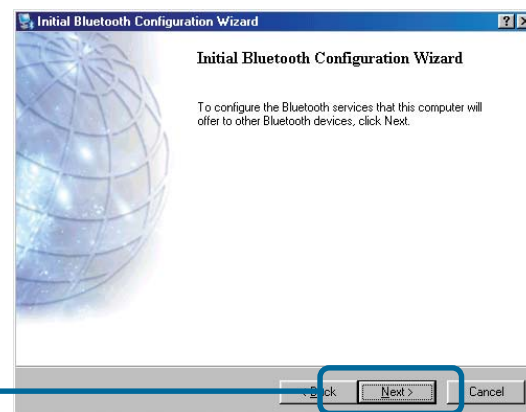 Initial Bluetooth Configuration Wizard
Initial Bluetooth Configuration Wizard
To configure the Bluetooth services that this computer will
offer to other Bluetooth devices, click Next.
Next > Cancel